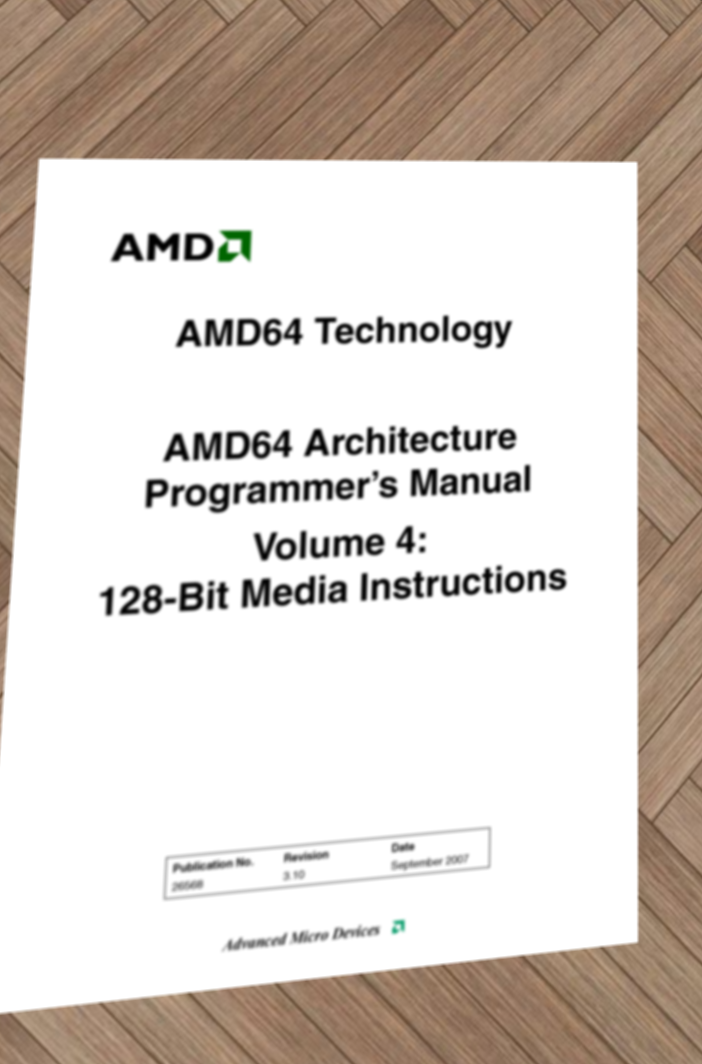 AMD
AMD64 Technology
AMD64 Architecture
Programmer’s Manual
Volume 4:
128-Bit Media Instructions
Publication No. Revision Date
26568 3.10 September 2007
Advanced Micro Devices